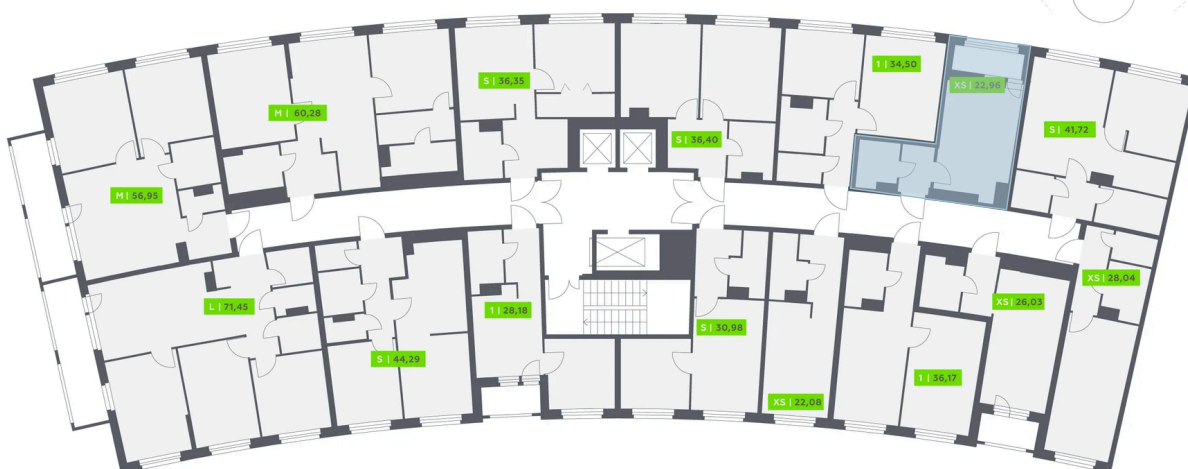 1 | 34,50
S | 36,35
XS | 22,96
M | 60,28
S | 41,72
S | 36,40
M | 56,95
XS | 28,04
L | 71,45
XS | 26,03
1 | 28,18
S | 30,98
S | 44,29
1 | 36,17
XS | 22,08